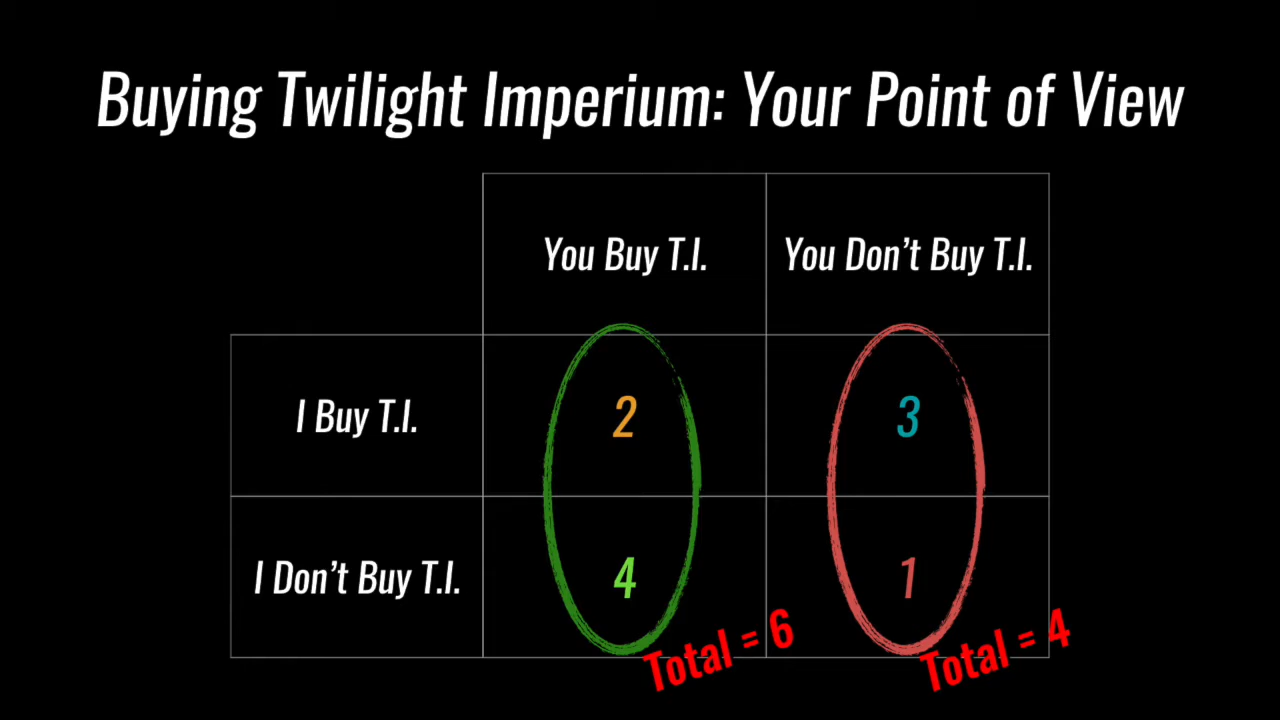 Buying Twilight Imperium: Your Point of View
You Buy T.I.
You Don't Buy T.I.
I Buy T.I.
2
3
I Don't Buy T.I.
4
1
Total = 6
Total = 4